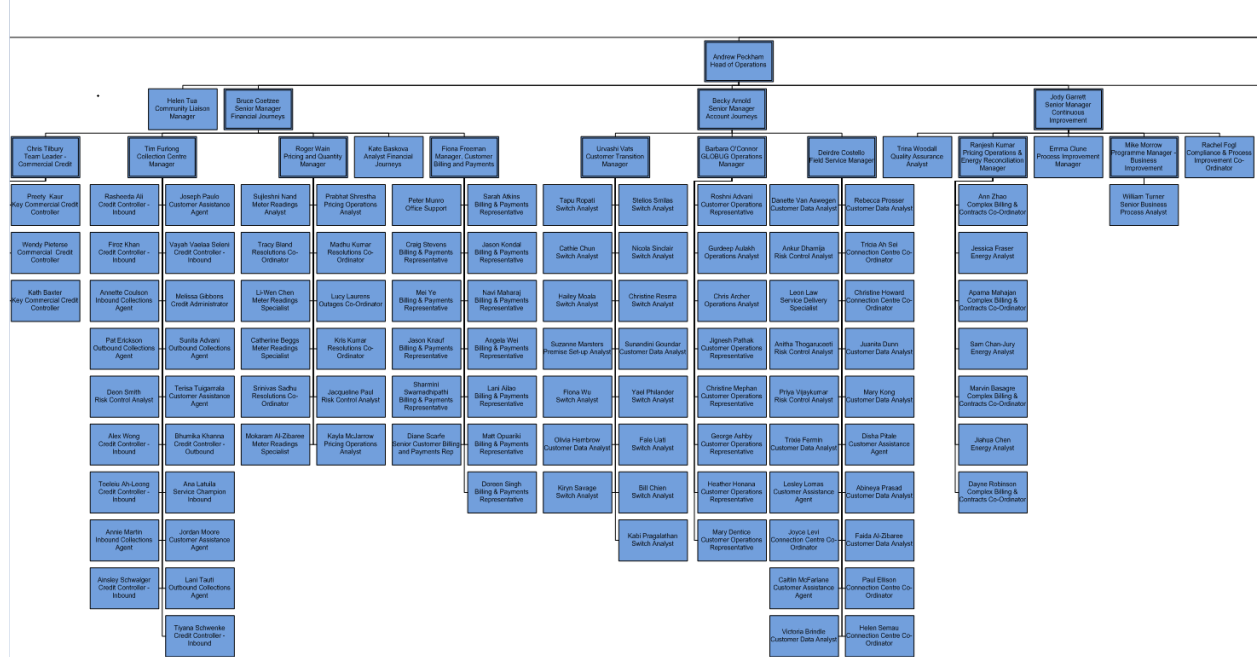 Andrew Peckham
Head of Operations
Helen Tua
Community Liaison
Manager
Bruce Coetzee
Senior Manager
Financial Journeys
Becky Arnold
Senior Manager
Account Journeys
Jody Garrett
Senior Manager
Continuous
Improvement
Chris Tilbury
Team Leader -
Commercial Credit
Tim Furlong
Collection Centre
Manager
Roger Wain
Pricing and Quantity
Manager
Kate Baskova
Analyst Financial
Journeys
Fiona Freeman
Manager, Customer
Billing and Payments
Urvashi Vats
Customer Transition
Manager
Barbara O'Connor
GLOBUG Operations
Manager
Deirdre Costello
Field Service Manager
Trina Woodall
Quality Assurance
Analyst
Ranjesh Kumar
Pricing Operations &
Energy Reconciliation
Manager
Emma Clune
Process Improvement
Manager
Mike Morrow
Programme Manager -
Business
Improvement
Rachel Fogl
Compliance & Process
Improvement Co-
Ordinator
Preety Kaur
Key Commercial Credit
Controller
Wendy Pieterse
Commercial Credit
Controller
Kath Baxter
Key Commercial Credit
Controller
Rasheeda Ali
Credit Controller -
Inbound
Firoz Khan
Credit Controller -
Inbound
Annette Coulson
Inbound Collections
Agent
Pat Erickson
Outbound Collections
Agent
Deon Smith
Risk Control Analyst
Alex Wong
Credit Controller -
Inbound
Teeleiu Ah-Leong
Credit Controller -
Inbound
Annie Martin
Inbound Collections
Agent
Ainsley Schwalger
Credit Controller -
Inbound
Joseph Paulo
Customer Assistance
Agent
Vayah Vaelaa Seleni
Credit Controller -
Inbound
Melissa Gibbons
Credit Administrator
Sunita Advani
Outbound Collections
Agent
Terisa Tuigamala
Customer Assistance
Agent
Bhumika Khanna
Credit Controller -
Outbound
Ana Latuila
Service Champion
Inbound
Jordan Moore
Customer Assistance
Agent
Lani Tauti
Outbound Collections
Agent
Tiyana Schwenke
Credit Controller -
Inbound
Sujleshni Nand
Meter Readings
Analyst
Tracy Bland
Resolutions Co-
Ordinator
Li-Wen Chen
Meter Readings
Specialist
Catherine Beggs
Meter Readings
Specialist
Srinivas Sadhu
Resolutions Co-
Ordinator
Mokaram Al-Zibaree
Meter Readings
Specialist
Prabhat Shrestha
Pricing Operations
Analyst
Madhu Kumar
Resolutions Co-
Ordinator
Lucy Laurens
Outages Co-Ordinator
Kris Kumar
Resolutions Co-
Ordinator
Jacqueline Paul
Risk Control Analyst
Kayla McJarrow
Pricing Operations
Analyst
Peter Munro
Office Support
Craig Stevens
Billing & Payments
Representative
Mei Ye
Billing & Payments
Representative
Jason Knauf
Billing & Payments
Representative
Sharmini
Swarnadhipathi
Billing & Payments
Representative
Diane Scarfe
Senior Customer Billing
and Payments Rep
Sarah Atkins
Billing & Payments
Representative
Jason Kondal
Billing & Payments
Representative
Navi Maharaj
Billing & Payments
Representative
Angela Wei
Billing & Payments
Representative
Lani Ailao
Billing & Payments
Representative
Matt Opuariki
Billing & Payments
Representative
Doreen Singh
Billing & Payments
Representative
Tapu Ropati
Switch Analyst
Cathie Chun
Switch Analyst
Hailey Moala
Switch Analyst
Suzanne Marsters
Premise Set-up Analyst
Fiona Wu
Switch Analyst
Olivia Hembrow
Customer Data Analyst
Kiryn Savage
Switch Analyst
Stelios Smilas
Switch Analyst
Nicola Sinclair
Switch Analyst
Christine Resma
Switch Analyst
Sunandini Goundar
Customer Data Analyst
Yael Philander
Switch Analyst
Fale Uati
Switch Analyst
Bill Chien
Switch Analyst
Kabi Pragalathan
Switch Analyst
Roshni Advani
Customer Operations
Representative
Gurdeep Aulakh
Operations Analyst
Chris Archer
Operations Analyst
Jignesh Pathak
Customer Operations
Representative
Christine Mephan
Customer Operations
Representative
George Ashby
Customer Operations
Representative
Heather Honana
Customer Operations
Representative
Mary Dentice
Customer Operations
Representative
Danette Van Aswegen
Customer Data Analyst
Ankur Dhamija
Risk Control Analyst
Leon Law
Service Delivery
Specialist
Anitha Thogaruceeti
Risk Control Analyst
Priya Vijaykumar
Risk Control Analyst
Trixie Fermin
Customer Data Analyst
Lesley Lomas
Customer Assistance
Agent
Joyce Levi
Connection Centre Co-
Ordinator
Caitlin McFarlane
Customer Assistance
Agent
Victoria Brindle
Customer Data Analyst
Rebecca Prosser
Customer Data Analyst
Tricia Ah Sei
Connection Centre Co-
Ordinator
Christine Howard
Connection Centre Co-
Ordinator
Juanita Dunn
Customer Data Analyst
Mary Kong
Customer Data Analyst
Disha Pitale
Customer Assistance
Agent
Abineya Prasad
Customer Data Analyst
Faida Al-Zibaree
Customer Data Analyst
Paul Ellison
Connection Centre Co-
Ordinator
Helen Semau
Connection Centre Co-
Ordinator
Ann Zhao
Complex Billing &
Contracts Co-Ordinator
Jessica Fraser
Energy Analyst
Aparna Mahajan
Complex Billing &
Contracts Co-Ordinator
Sam Chan-Jury
Energy Analyst
Marvin Basagre
Complex Billing &
Contracts Co-Ordinator
Jiahua Chen
Energy Analyst
Dayne Robinson
Complex Billing &
Contracts Co-Ordinator
William Turner
Senior Business
Process Analyst